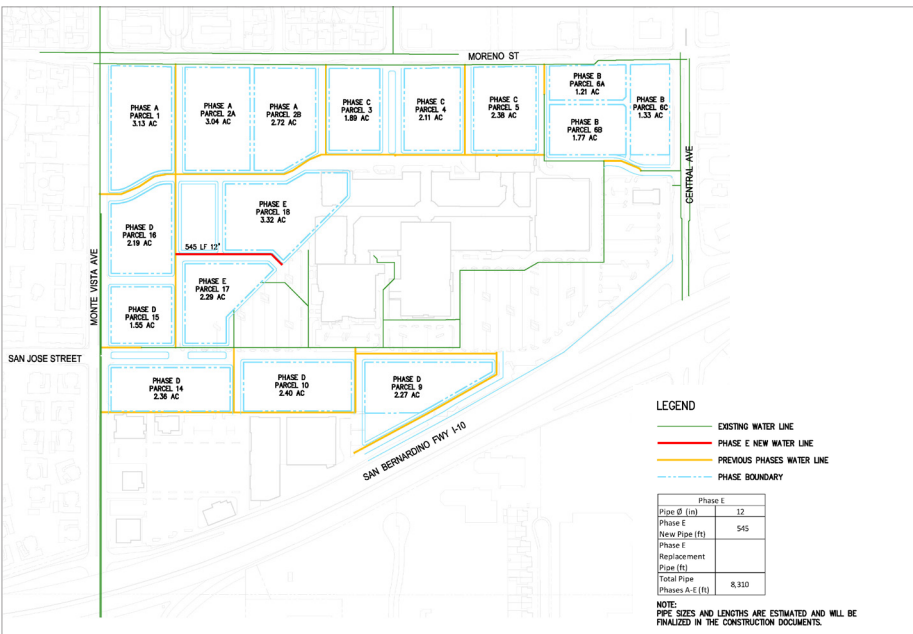 MORENO ST
PHASE A
PARCEL 1
3.13 AC
PHASE A
PARCEL 2A
3.04 AC
PHASE A
PARCEL 2B
2.72 AC
PHASE C
PARCEL 3
1.89 AC
PHASE C
PARCEL 4
2.11 AC
PHASE C
PARCEL 5
2.38 AC
PHASE B
PARCEL 6A
1.21 AC
PHASE B
PARCEL 6B
1.77 AC
PHASE B
PARCEL 6C
1.33 AC
CENTRAL AVE
PHASE D
PARCEL 16
2.19 AC
PHASE E
PARCEL 18
3.32 AC
545 LF 12"
PHASE E
PARCEL 17
2.29 AC
MONTE VISTA AVE
PHASE D
PARCEL 15
1.55 AC
SAN JOSE STREET
PHASE D
PARCEL 14
2.36 AC
PHASE D
PARCEL 10
2.40 AC
PHASE D
PARCEL 9
2.27 AC
SAN BERNARDINO FWY I-10
LEGEND
EXISTING WATER LINE
PHASE E NEW WATER LINE
PREVIOUS PHASES WATER LINE
PHASE BOUNDARY
Phase E
Pipe Ø (in) 12
Phase E
New Pipe (ft) 545
Phase E
Replacement
Pipe (ft)
Total Pipe
Phases A-E (ft) 8,310
NOTE:
PIPE SIZES AND LENGTHS ARE ESTIMATED AND WILL BE
FINALIZED IN THE CONSTRUCTION DOCUMENTS.